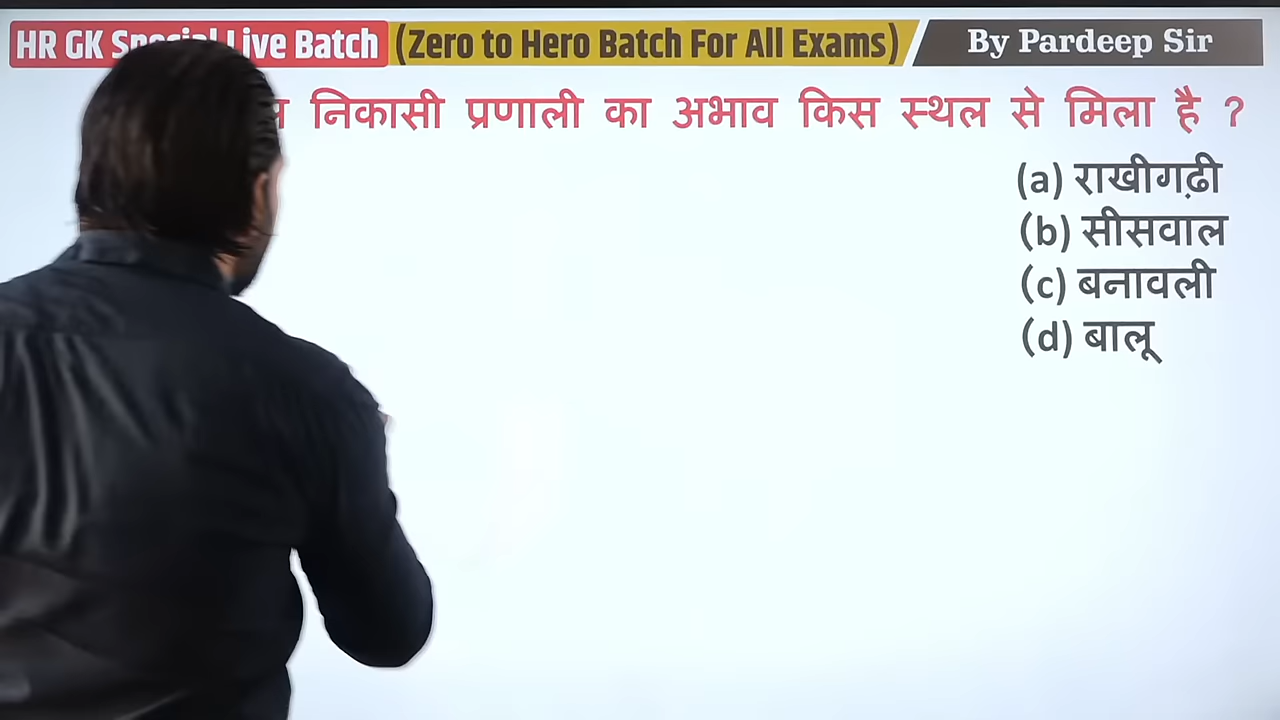 HR GK Special Live Batch (Zero to Hero Batch For All Exams) By Pardeep Sir
निकासी प्रणाली का अभाव किस स्थल से मिला है ?
(a) राखीगढ़ी
(b) सीसवाल
(c) बनावली
(d) बालू